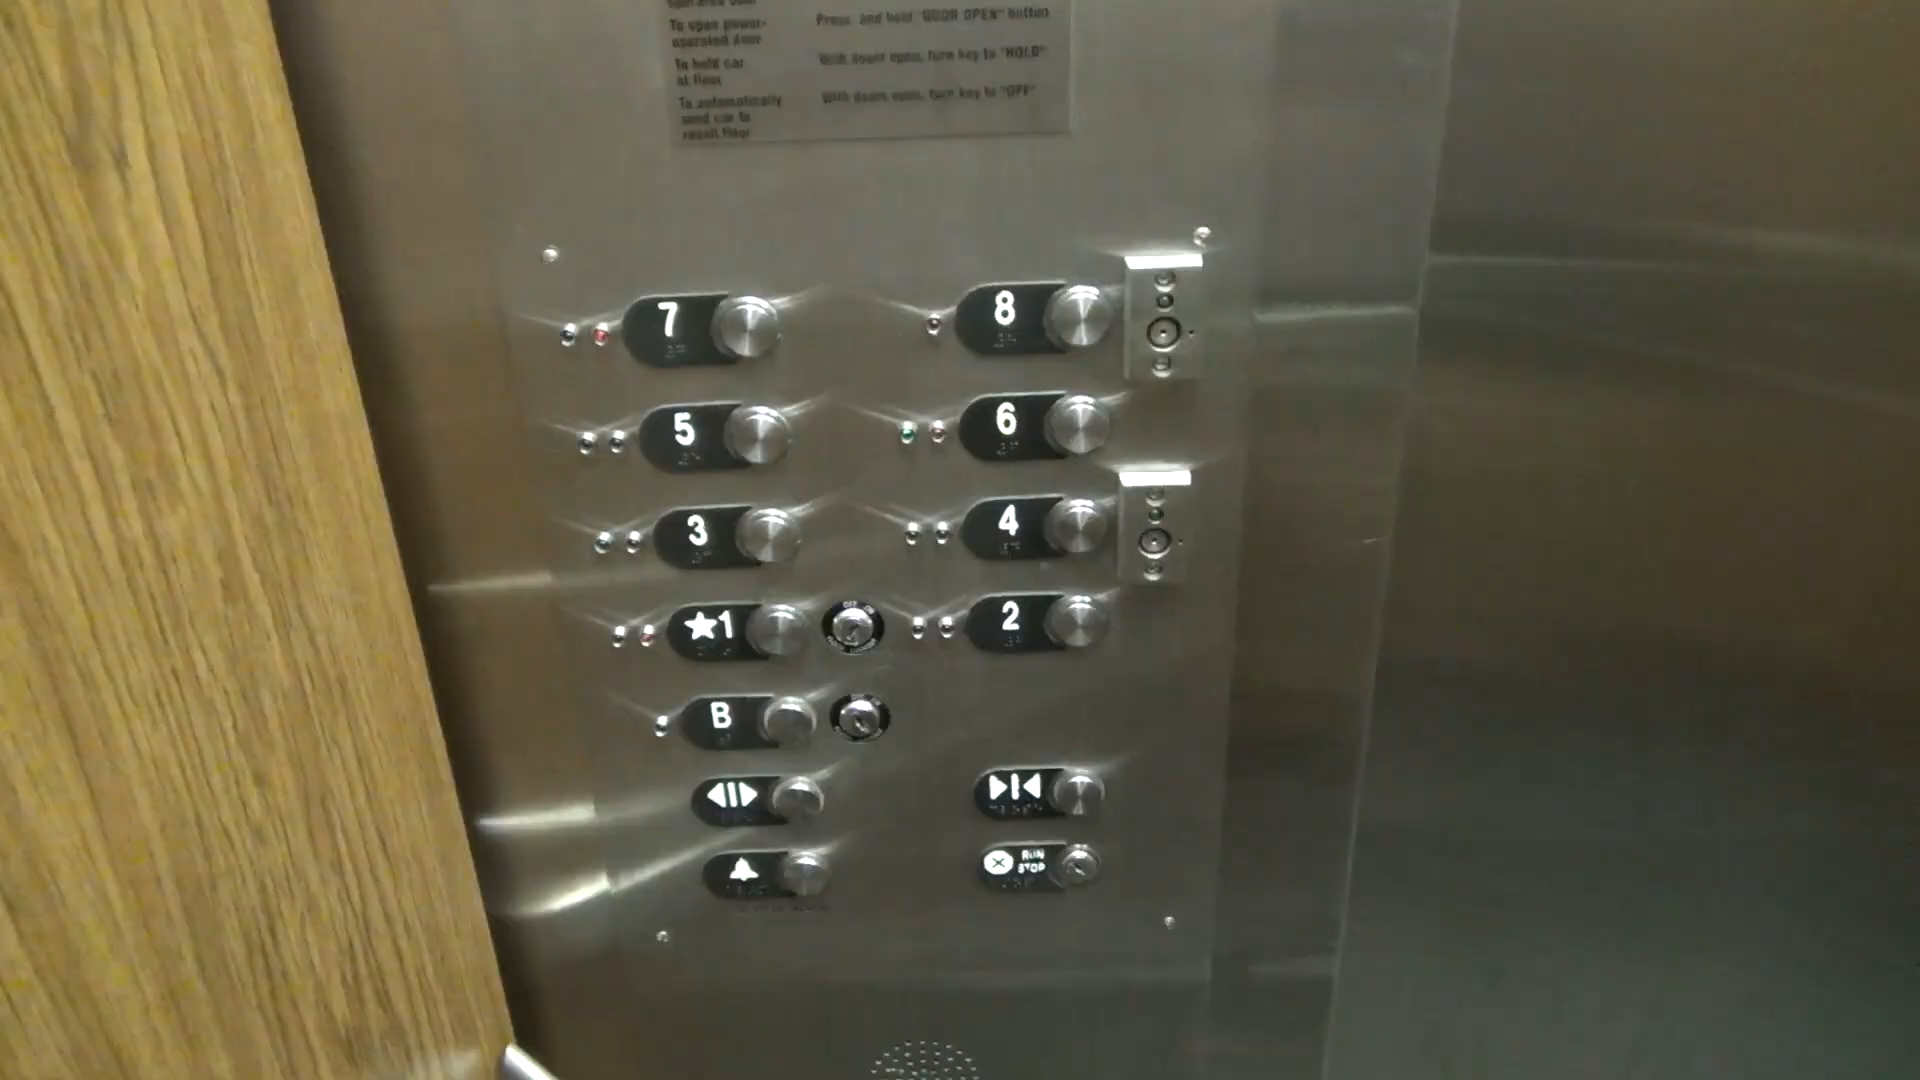 To open power-
operated door
Press and hold "DOOR OPEN" button
To hold car
at floor
With doors open, turn key to "HOLD"
To automatically
send car to
recall floor
With doors open, turn key to "OFF"
7
8
5
6
3
4
★1
2
B
RUN
STOP